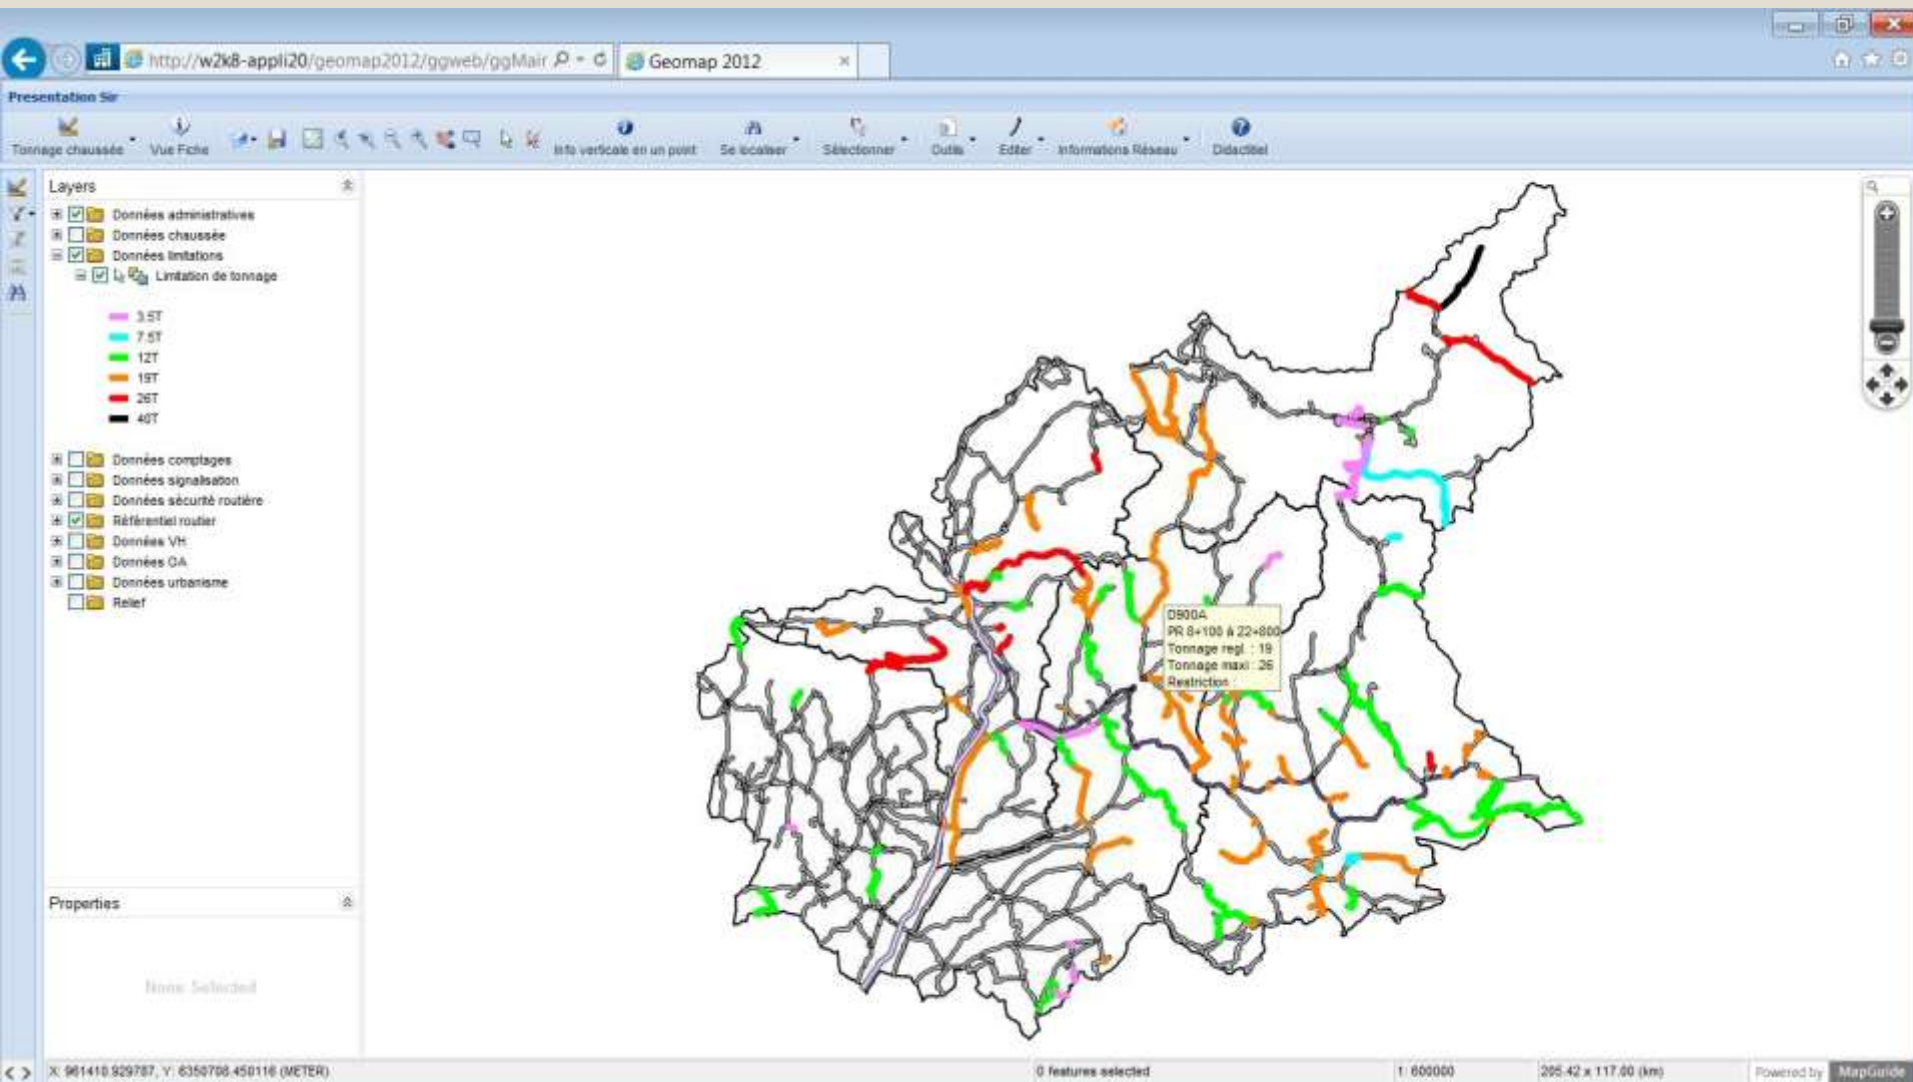 http://w2k8-appli20/geomap2012/ggweb/ggMair
Geomap 2012
Presentation Sir
Tonnage chaussée
Vue Fiche
Info verticale en un point
Se localiser
Sélectionner
Outils
Editer
Informations Réseau
Didactitiel
Layers
Données administratives
Données chaussée
Données limitations
Limitation de tonnage
3.5T
7.5T
12T
19T
26T
40T
Données comptages
Données signalisation
Données sécurité routière
Référentiel routier
Données VH
Données OA
Données urbanisme
Relief
D900A
PR 8+100 à 22+800
Tonnage regl. : 19
Tonnage maxi : 26
Restriction :
Properties
None Selected
X: 961410.929787, Y: 6350708.450116 (METER)
0 features selected
1: 600000
205.42 x 117.00 (km)
Powered by MapGuide